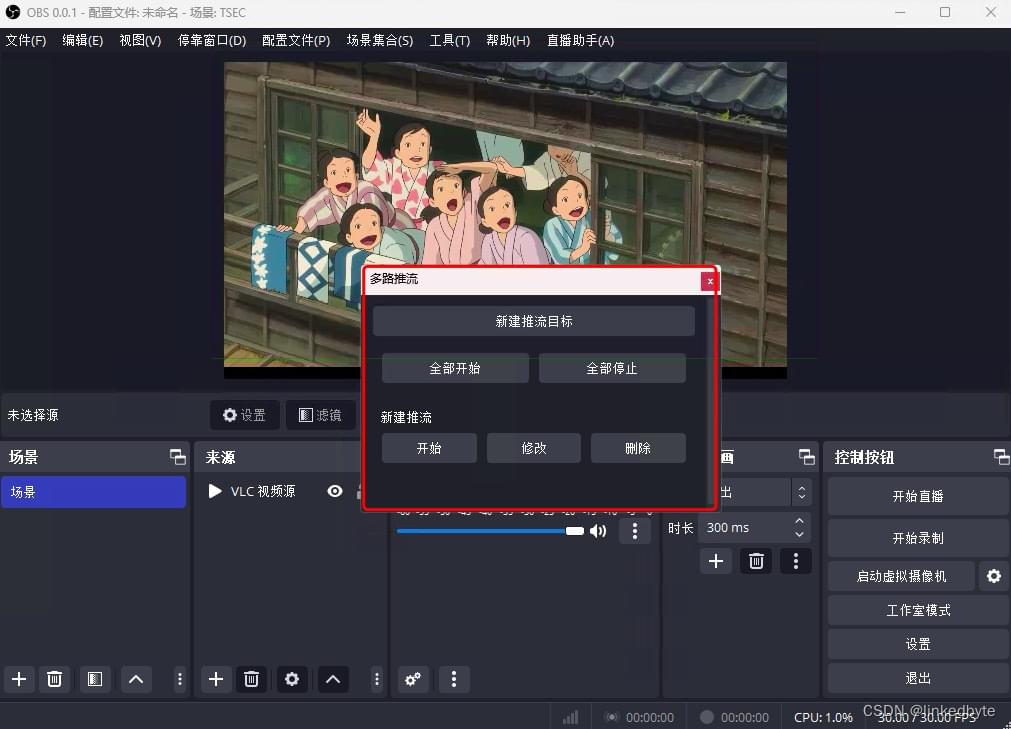 OBS 0.0.1 - 配置文件: 未命名 - 场景: TSEC
文件(F) 编辑(E) 视图(V) 停靠窗口(D) 配置文件(P) 场景集合(S) 工具(T) 帮助(H) 直播助手(A)
多路推流
x
新建推流目标
全部开始 全部停止
新建推流
开始 修改 删除
未选择源 设置 滤镜
场景 来源 画 控制按钮
场景
VLC 视频源
出
时长 300 ms
开始直播
开始录制
启动虚拟摄像机
工作室模式
设置
退出
00:00:00 00:00:00 CPU: 1.0% 30.00 / 30.00 FPS
CSDN @linkedbyte